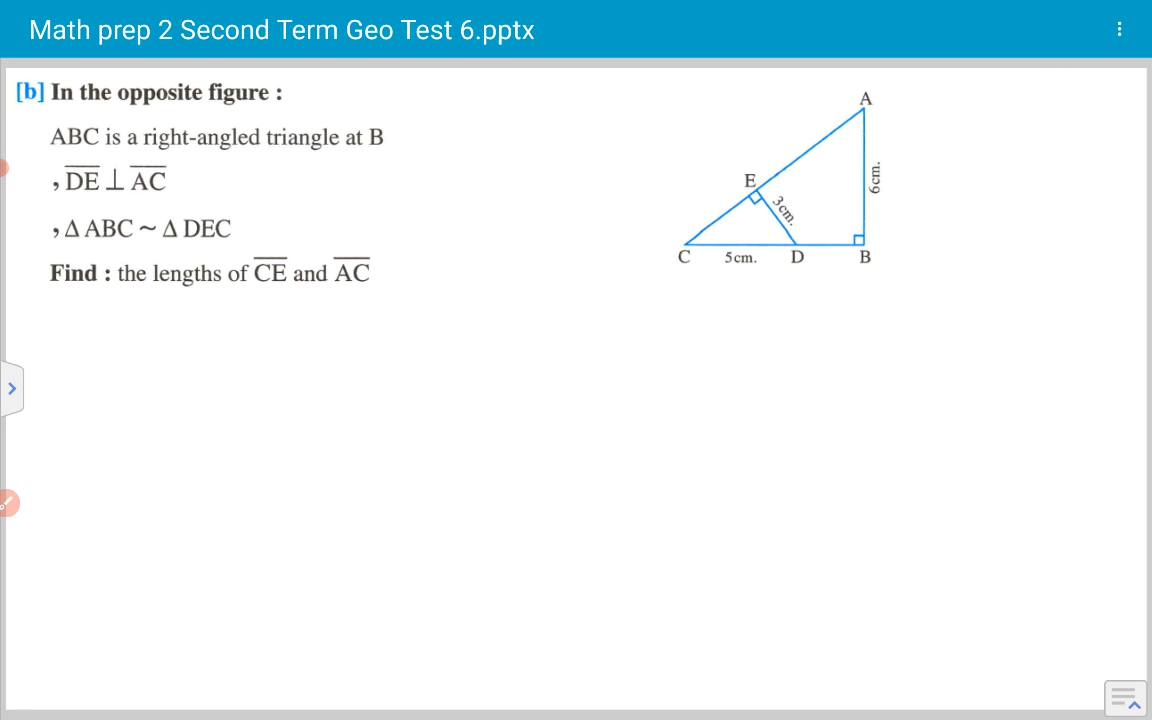 Math prep 2 Second Term Geo Test 6.pptx
[b] In the opposite figure :
ABC is a right-angled triangle at B
, DE ⊥ AC
, Δ ABC ~ Δ DEC
Find : the lengths of CE and AC
A
6cm.
E
3cm.
C
5cm.
D
B